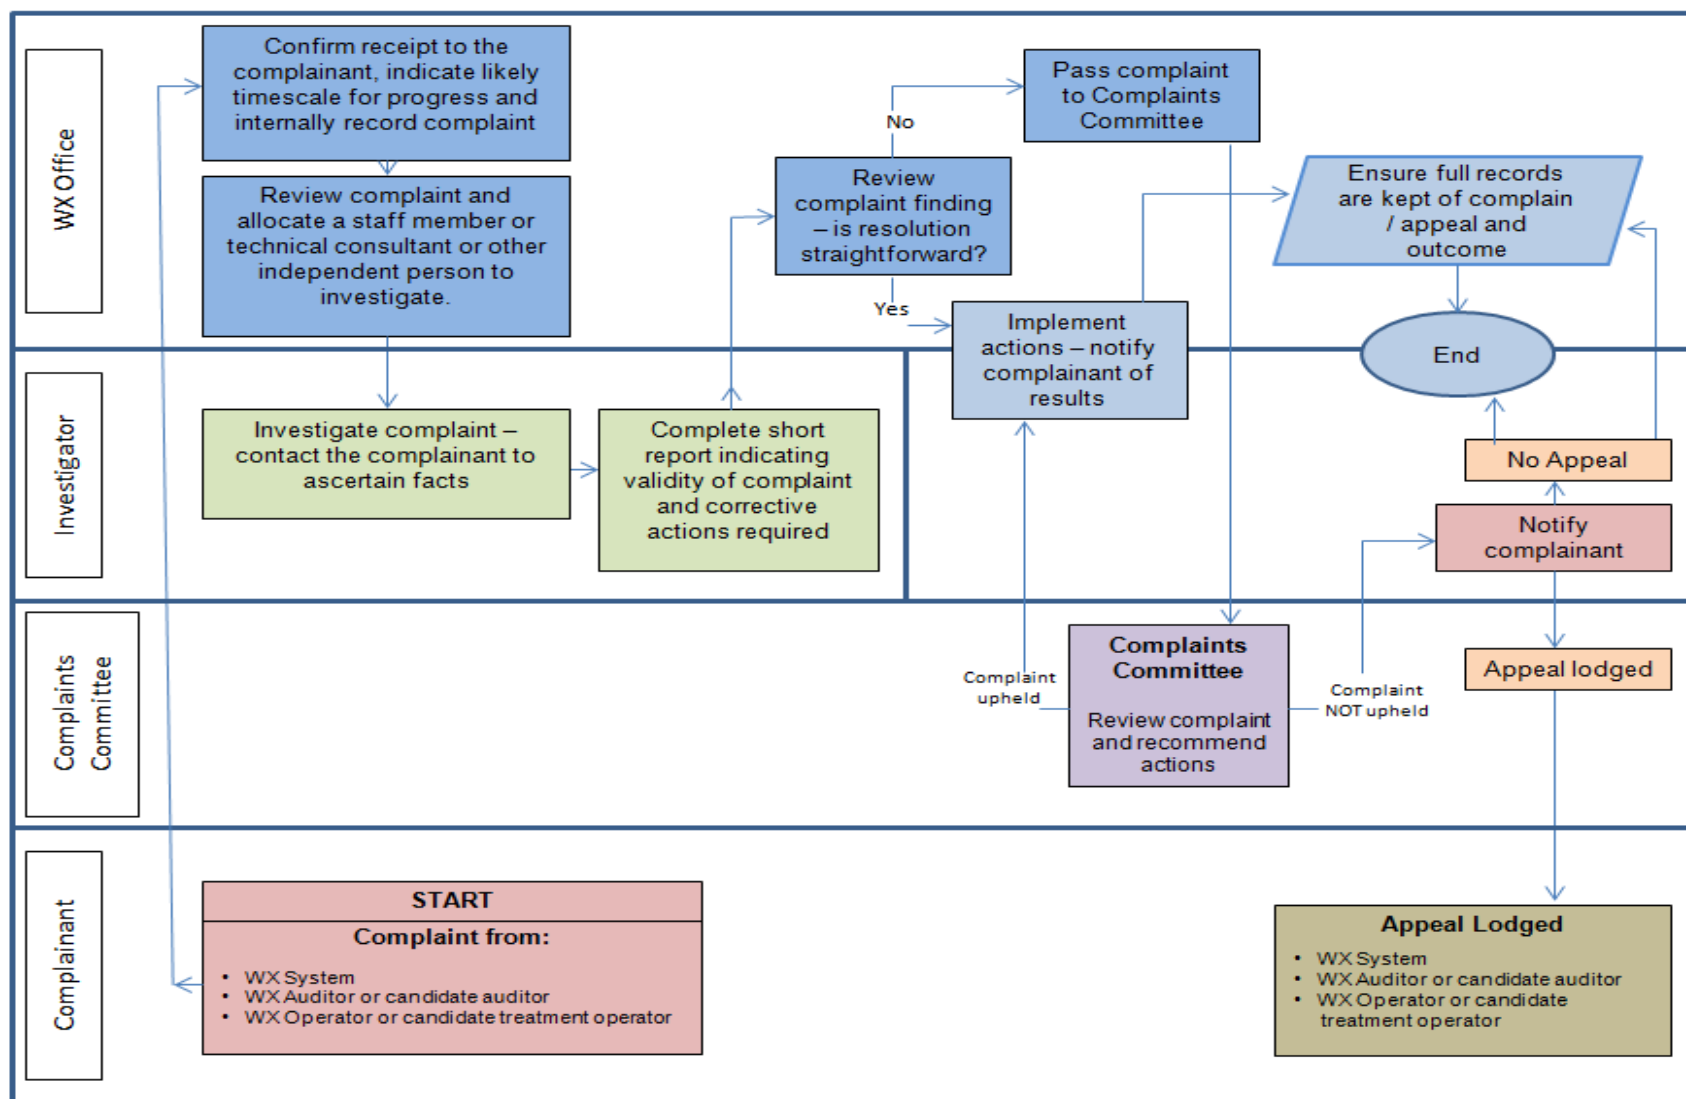 WX Office
Confirm receipt to the
complainant, indicate likely
timescale for progress and
internally record complaint
Review complaint and
allocate a staff member or
technical consultant or other
independent person to
investigate.
No
Review
complaint finding
– is resolution
straightforward?
Yes
Pass complaint
to Complaints
Committee
Ensure full records
are kept of complain
/ appeal and
outcome
Implement
actions – notify
complainant of
results
End
Investigator
Investigate complaint –
contact the complainant to
ascertain facts
Complete short
report indicating
validity of complaint
and corrective
actions required
No Appeal
Notify
complainant
Complaints
Committee
Complaint
upheld
Complaints
Committee
Review complaint
and recommend
actions
Complaint
NOT upheld
Appeal lodged
Complainant
START
Complaint from:
• WX System
• WX Auditor or candidate auditor
• WX Operator or candidate treatment operator
Appeal Lodged
• WX System
• WX Auditor or candidate auditor
• WX Operator or candidate
treatment operator